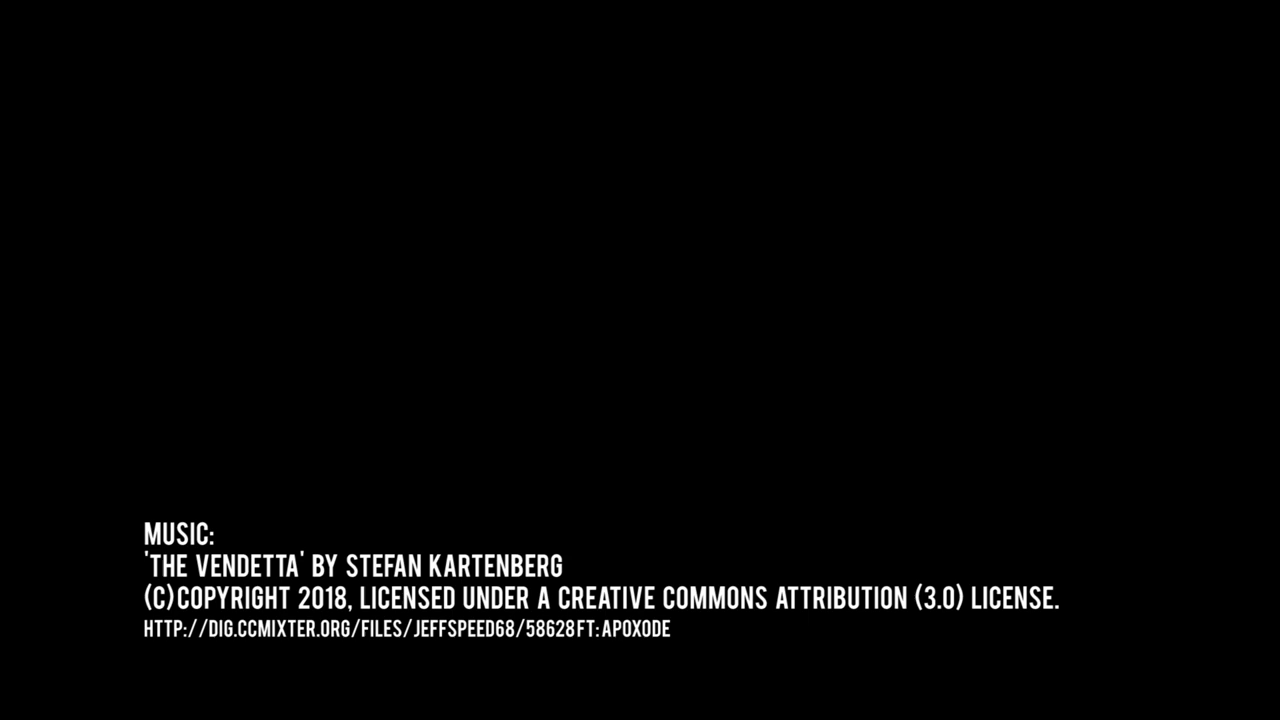 MUSIC:
'THE VENDETTA' BY STEFAN KARTENBERG
(C)COPYRIGHT 2018, LICENSED UNDER A CREATIVE COMMONS ATTRIBUTION (3.0) LICENSE.
HTTP://DIG.CCMIXTER.ORG/FILES/JEFFSPEED68/58628FT: APOXODE